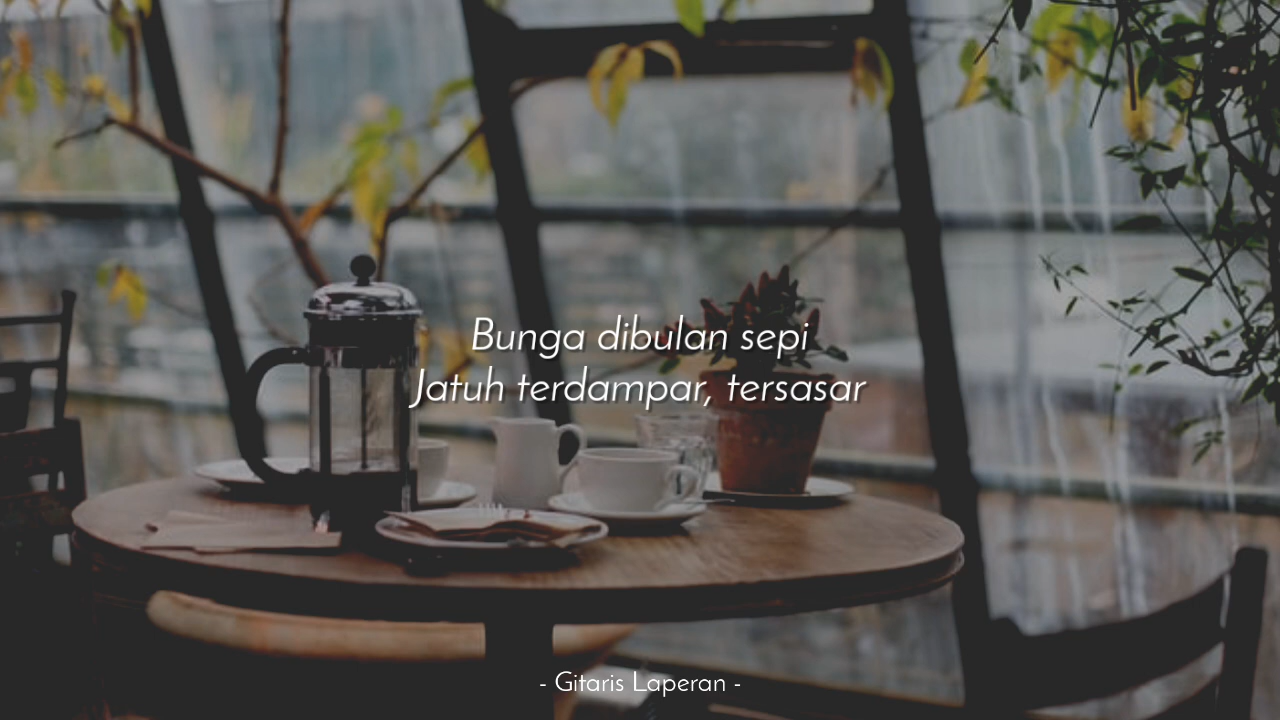 Bunga dibulan sepi
Jatuh terdampar, tersasar
- Gitaris Laperan -